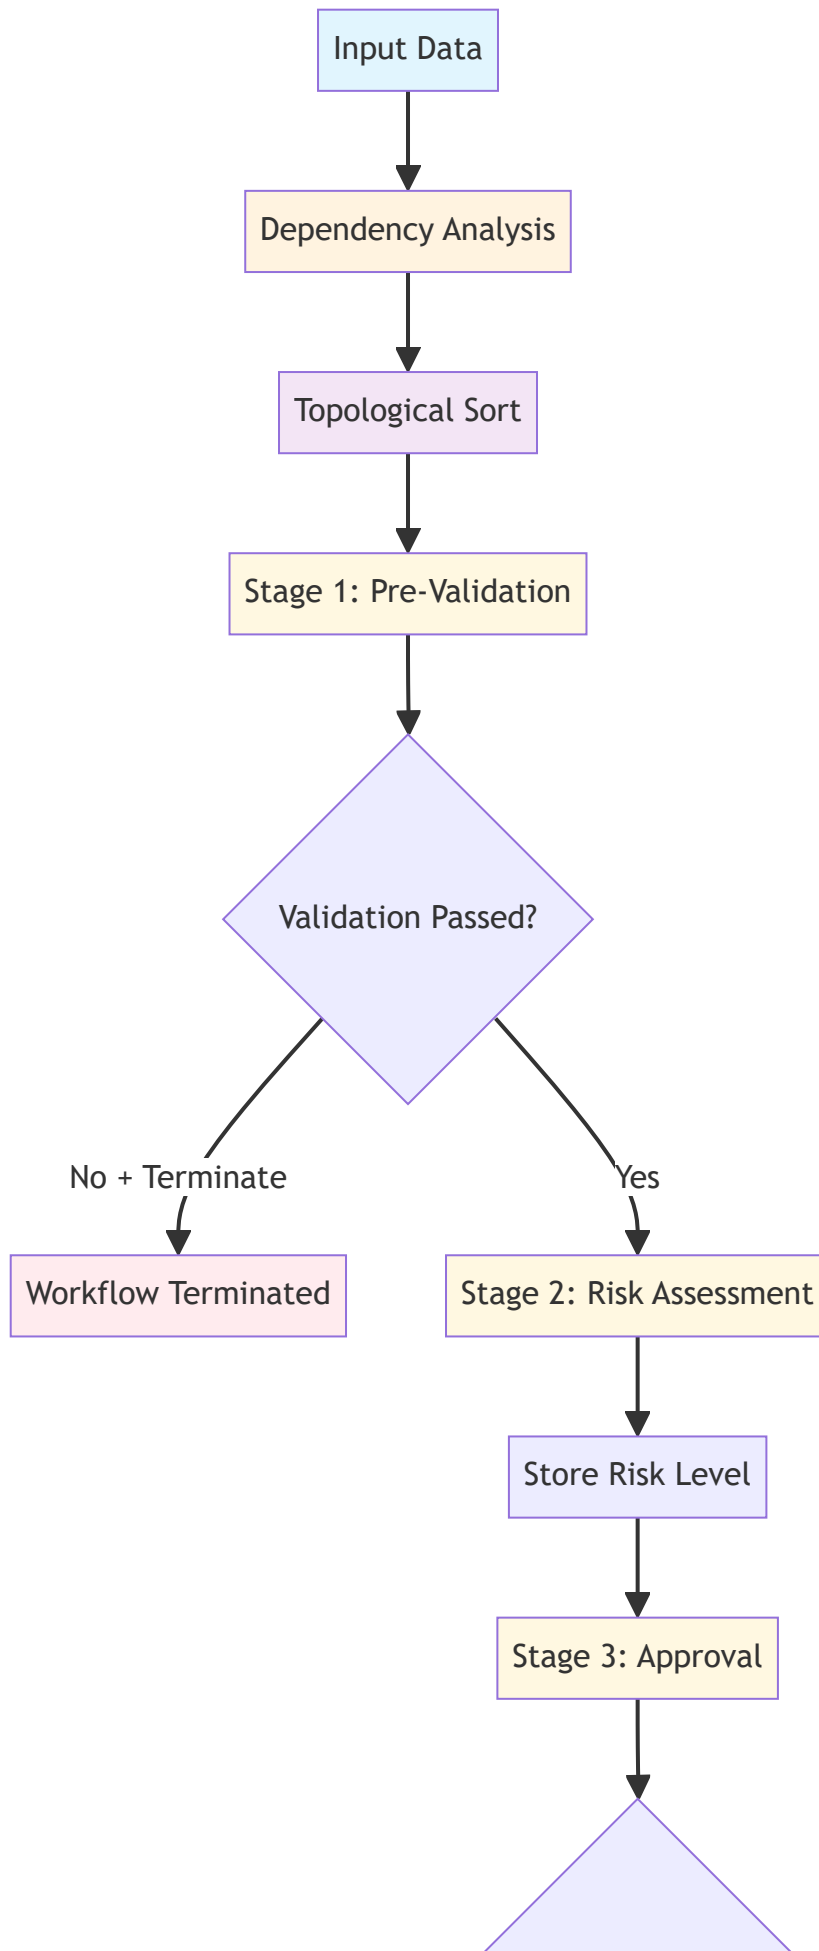 Input Data
Dependency Analysis
Topological Sort
Stage 1: Pre-Validation
Validation Passed?
No + Terminate
Yes
Workflow Terminated
Stage 2: Risk Assessment
Store Risk Level
Stage 3: Approval